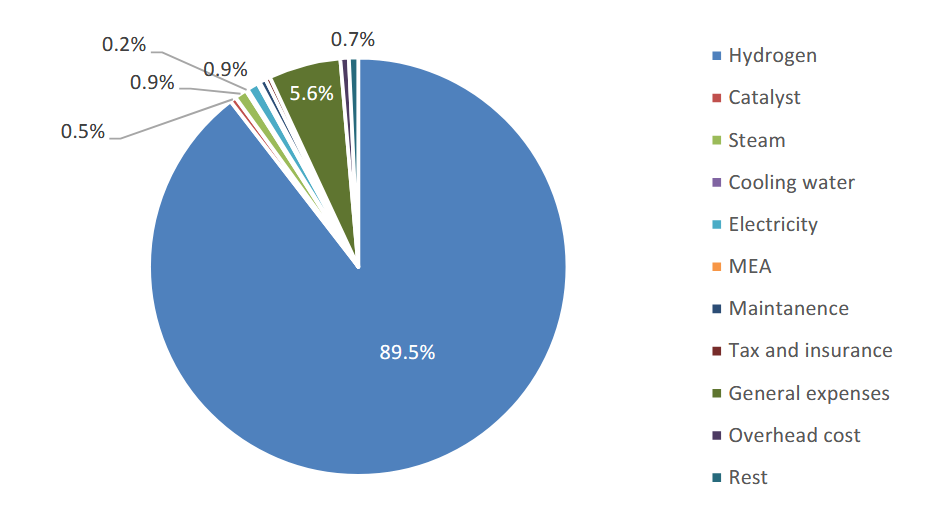 0.7%
0.2%
0.9%
0.9%
5.6%
0.5%
89.5%
Hydrogen
Catalyst
Steam
Cooling water
Electricity
MEA
Maintanence
Tax and insurance
General expenses
Overhead cost
Rest